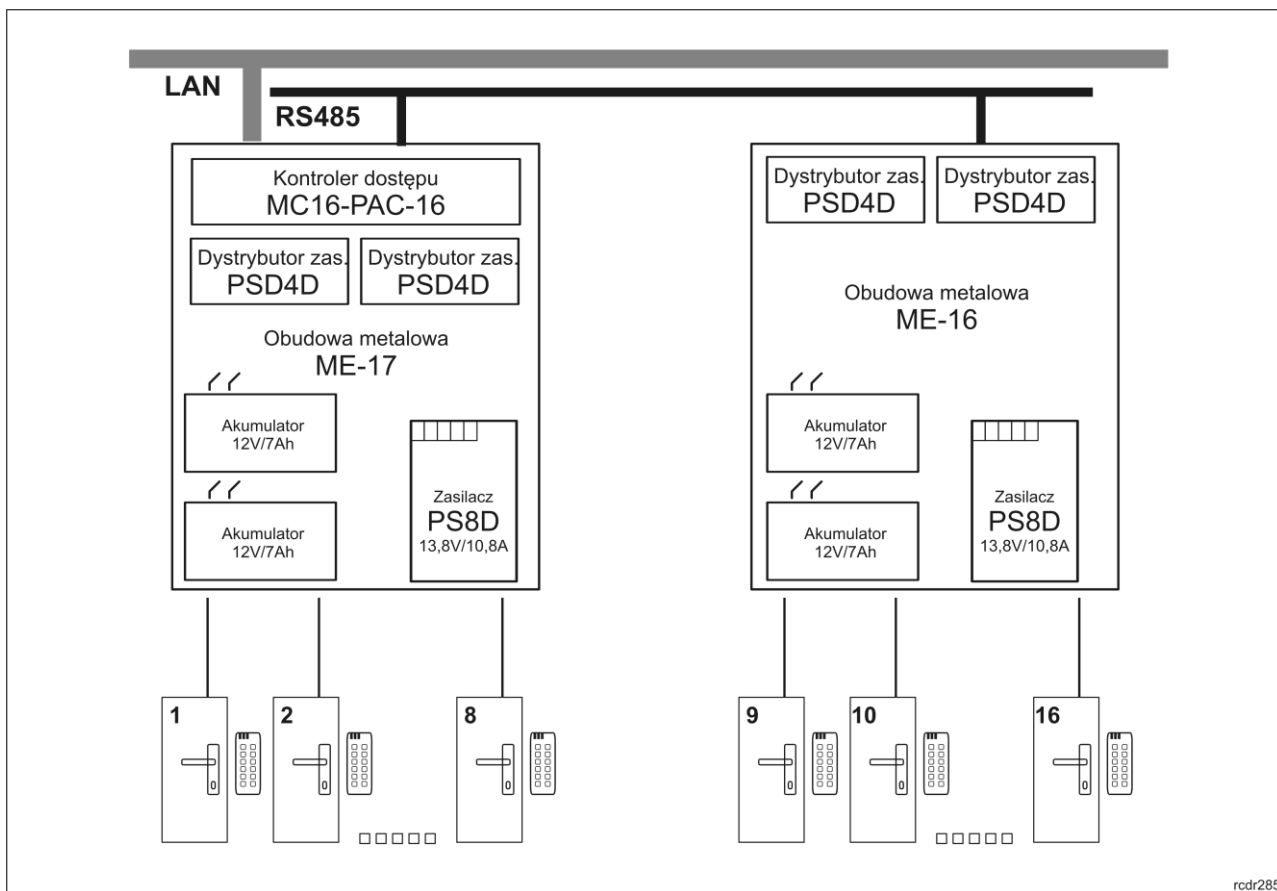 LAN
RS485
Kontroler dostępu
MC16-PAC-16
Dystrybutor zas.
PSD4D
Dystrybutor zas.
PSD4D
Obudowa metalowa
ME-17
Akumulator
12V/7Ah
Akumulator
12V/7Ah
Zasilacz
PS8D
13,8V/10,8A
Dystrybutor zas.
PSD4D
Dystrybutor zas.
PSD4D
Obudowa metalowa
ME-16
Akumulator
12V/7Ah
Akumulator
12V/7Ah
Zasilacz
PS8D
13,8V/10,8A
1
2
8
9
10
16
rcdr285